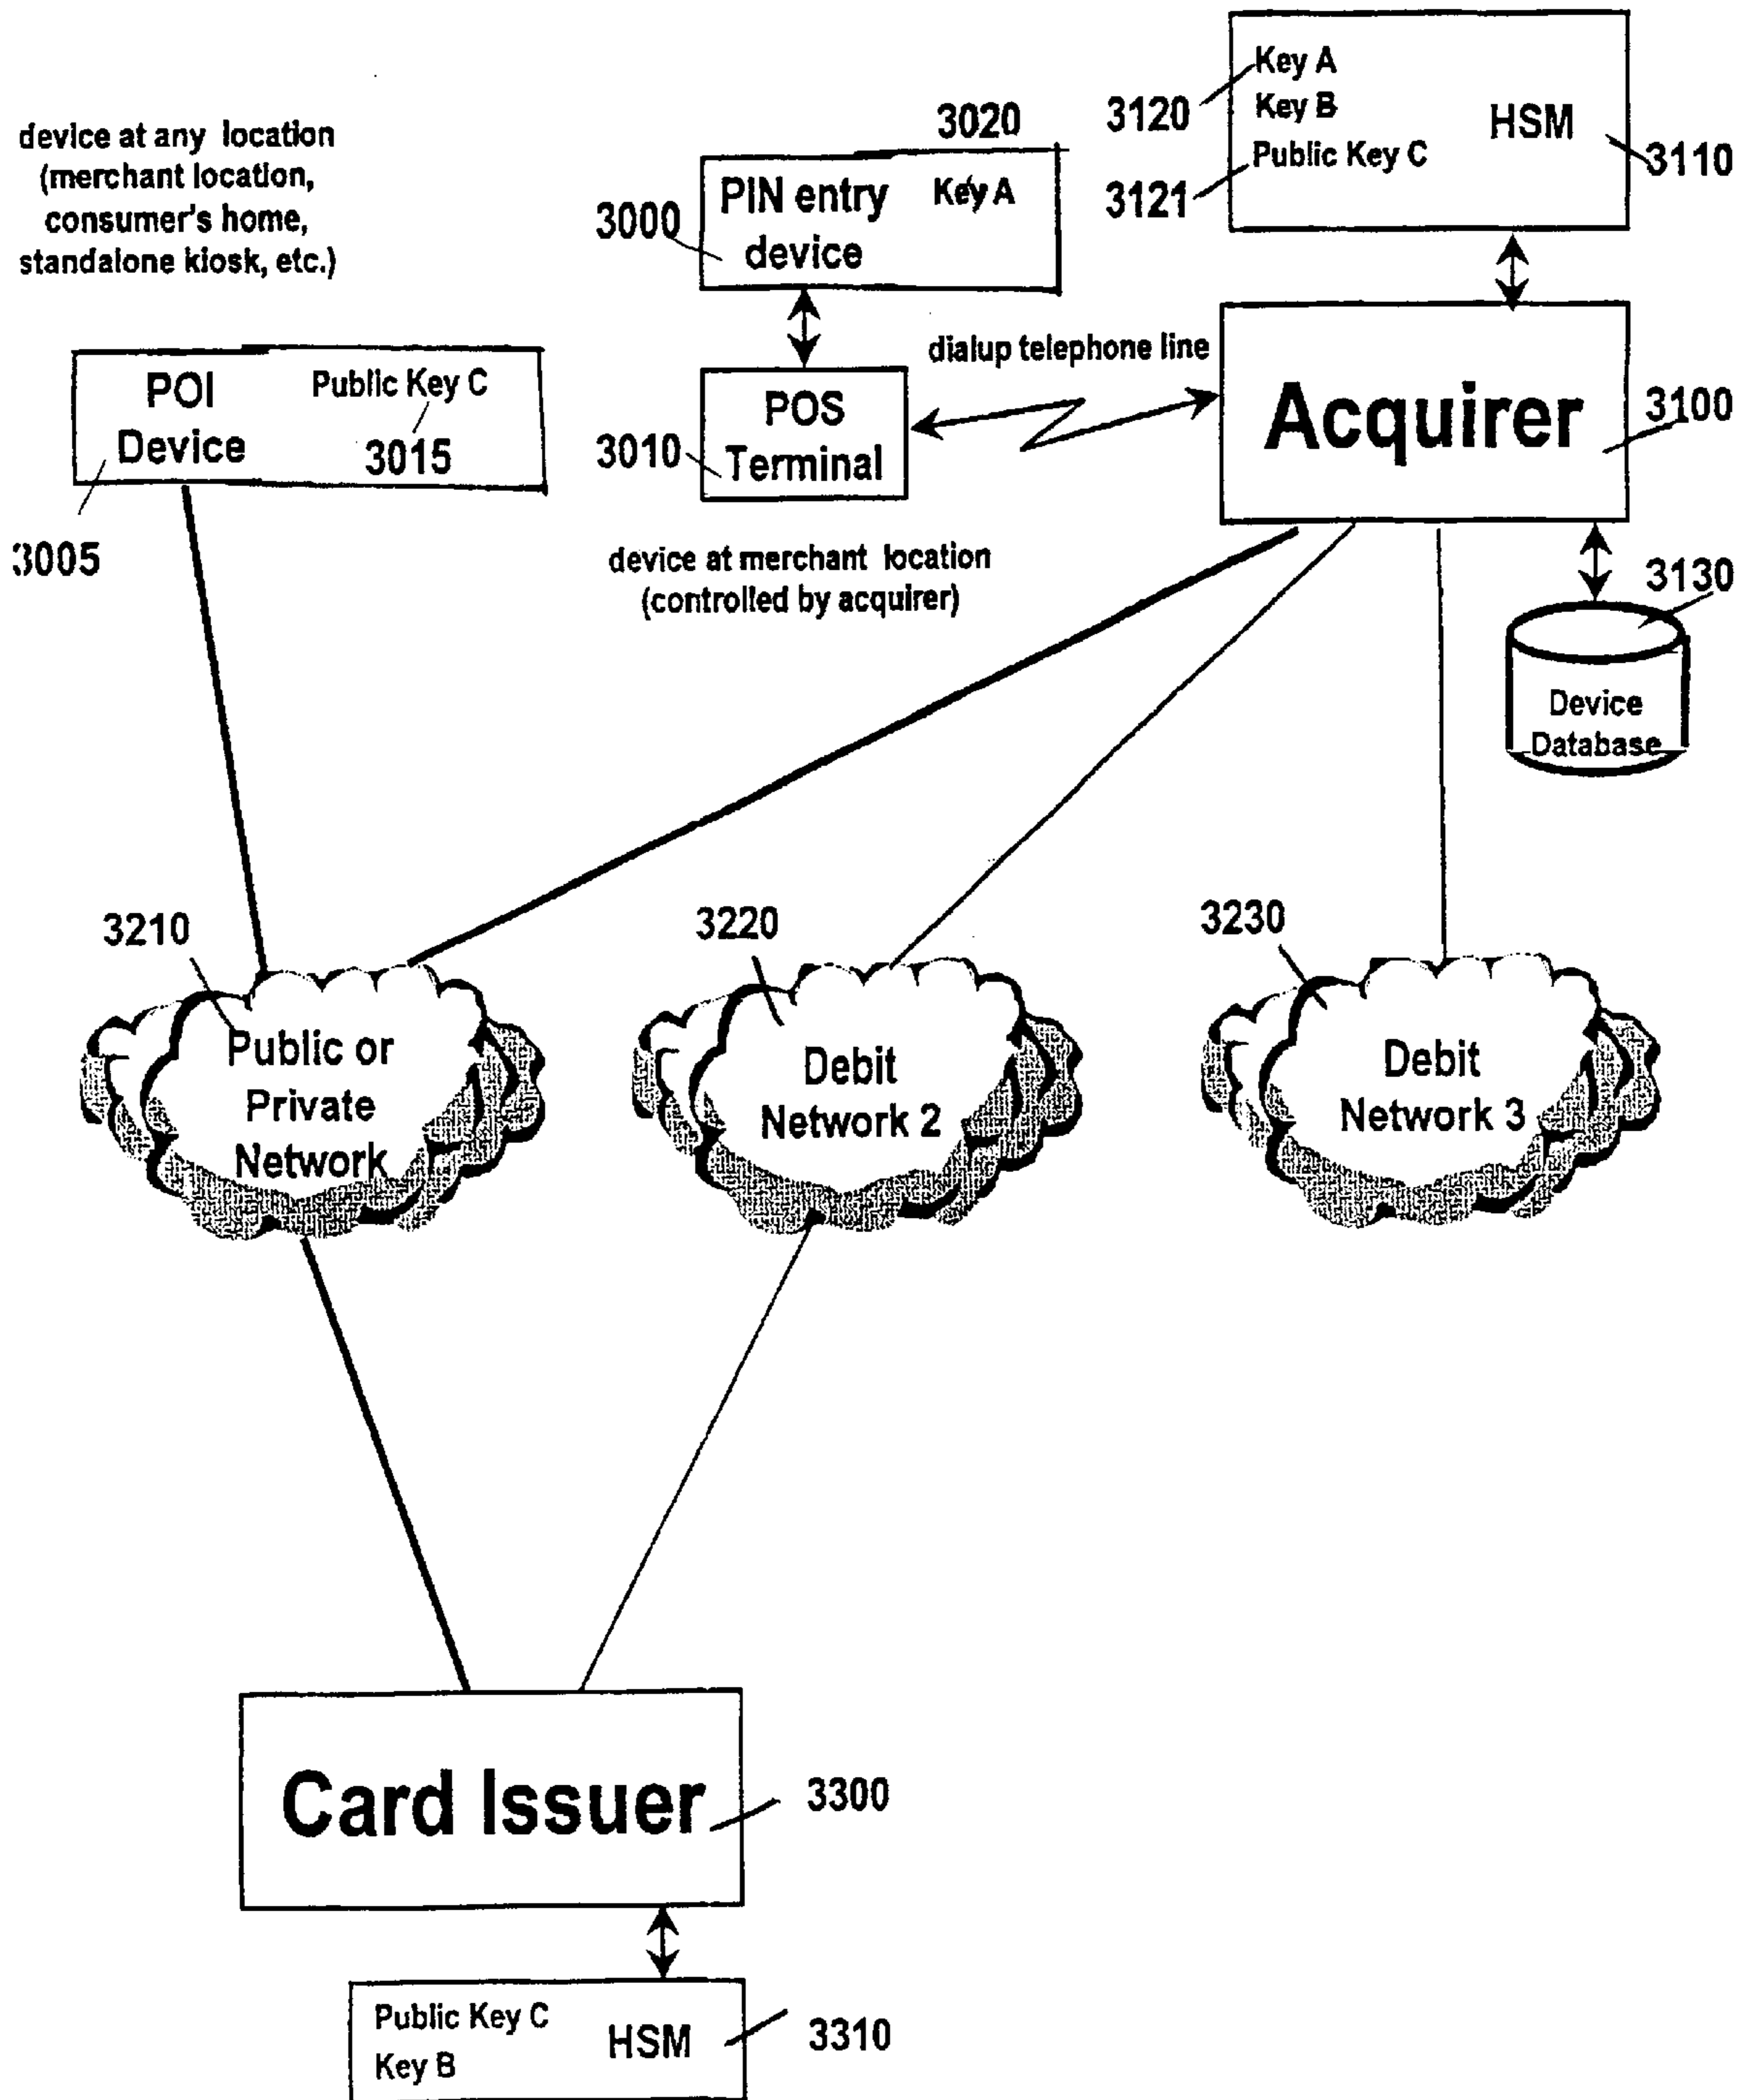 device at any location
(merchant location,
consumer's home,
standalone kiosk, etc.)
3020
3000
PIN entry
device
Key A
3120
3121
Key A
Key B
Public Key C
HSM
3110
POI
Device
Public Key C
3015
3005
dialup telephone line
3010
POS
Terminal
Acquirer
3100
device at merchant location
(controlled by acquirer)
3130
Device
Database
3210
Public or
Private
Network
3220
Debit
Network 2
3230
Debit
Network 3
Card Issuer
3300
Public Key C
Key B
HSM
3310